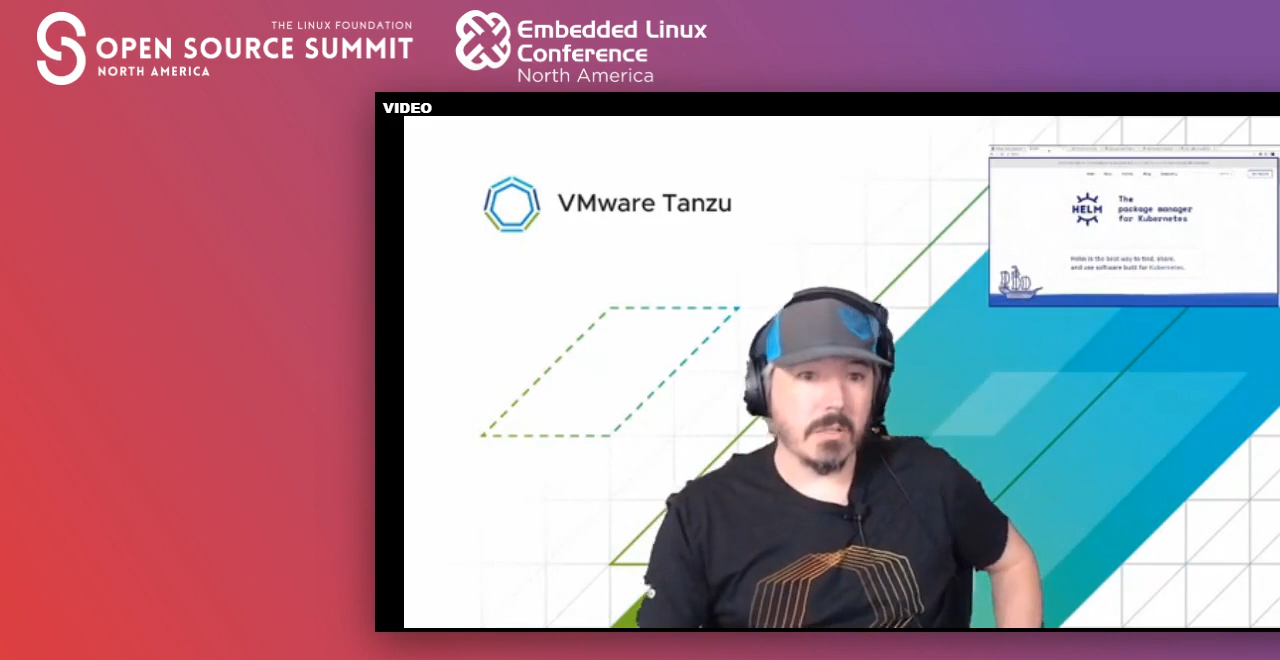 THE LINUX FOUNDATION
OPEN SOURCE SUMMIT
NORTH AMERICA
Embedded Linux
Conference
North America
VIDEO
VMware Tanzu
HELM
The
package manager
for Kubernetes
Helm is the best way to find, share,
and use software built for Kubernetes.